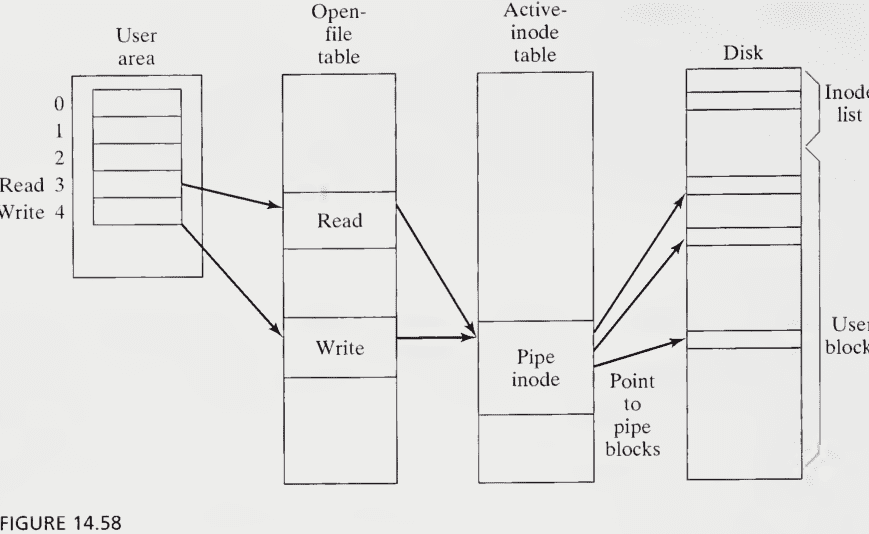 User
area
Open-
file
table
Active-
inode
table
Disk
0
1
2
Read 3
Write 4
Read
Write
Pipe
inode
Point
to
pipe
blocks
Inode
list
User
block
FIGURE 14.58